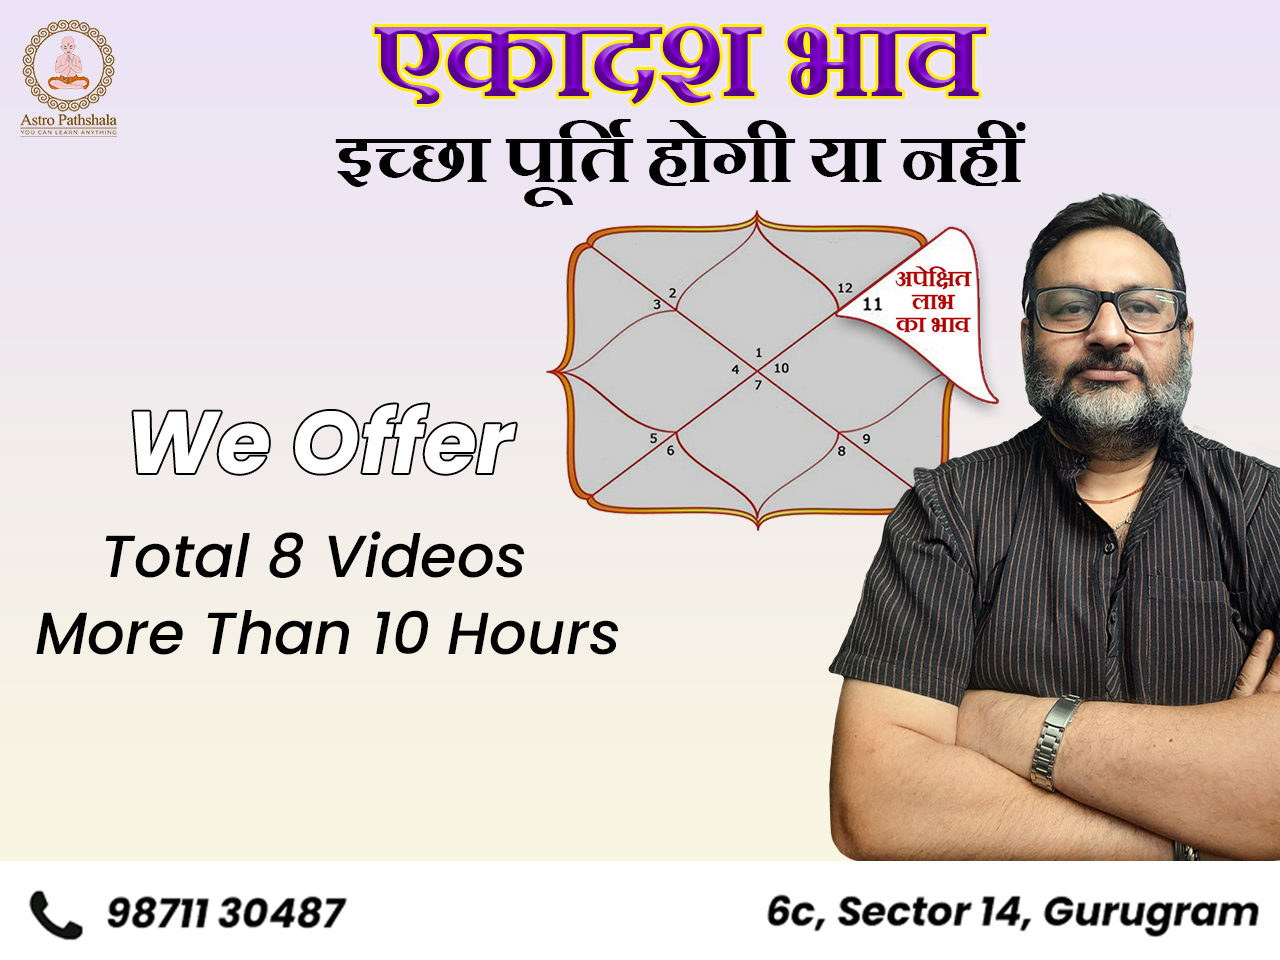 एकादश भाव
इच्छा पूर्ति होगी या नहीं
Astro Pathshala
YOU CAN LEARN ANYTHING
अपेक्षित
लाभ
का भाव
12
11
2
3
1
4
10
7
5
6
9
8
We Offer
Total 8 Videos
More Than 10 Hours
98711 30487
6c, Sector 14, Gurugram